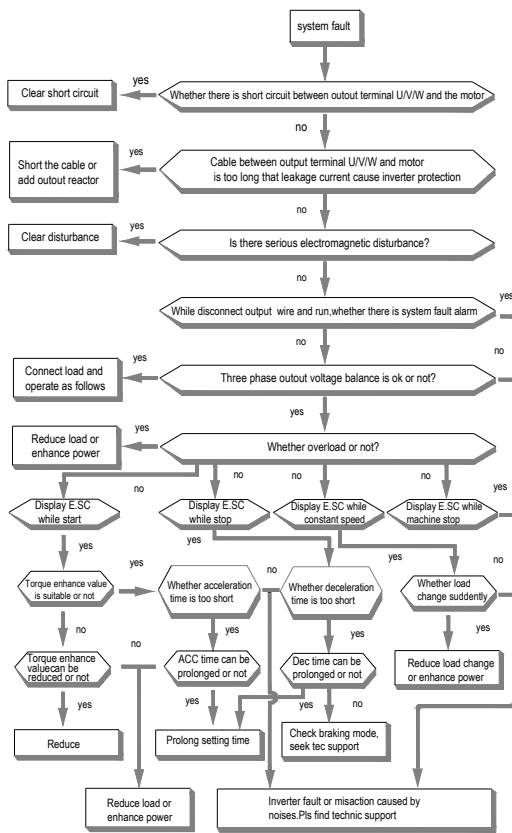 system fault
yes
Clear short circuit
Whether there is short circuit between outout terminal U/V/W and the motor
no
yes
Short the cable or
add outout reactor
Cable between output terminal U/V/W and motor
is too long that leakage current cause inverter protection
no
yes
Clear disturbance
Is there serious electromagnetic disturbance?
no
yes
While disconnect output wire and run,whether there is system fault alarm
no
no
yes
Connect load and
operate as follows
Three phase outout voltage balance is ok or not?
yes
yes
Reduce load or
enhance power
Whether overload or not?
no
no
no
no
Display E.SC
while start
Display E.SC
while stop
Display E.SC while
constant speed
Display E.SC while
machine stop
yes
yes
yes
yes
Torque enhance value
is suitable or not
yes
Whether acceleration
time is too short
no
Whether deceleration
time is too short
Whether load
change suddently
no
yes
yes
yes
Torque enhance
valuecan be
reduced or not
no
ACC time can be
prolonged or not
Dec time can be
prolonged or not
Reduce load change
or enhance power
yes
yes
yes
no
Reduce
Prolong setting time
Check braking mode,
seek tec support
Reduce load or
enhance power
Inverter fault or misaction caused by
noises.Pls find technic support